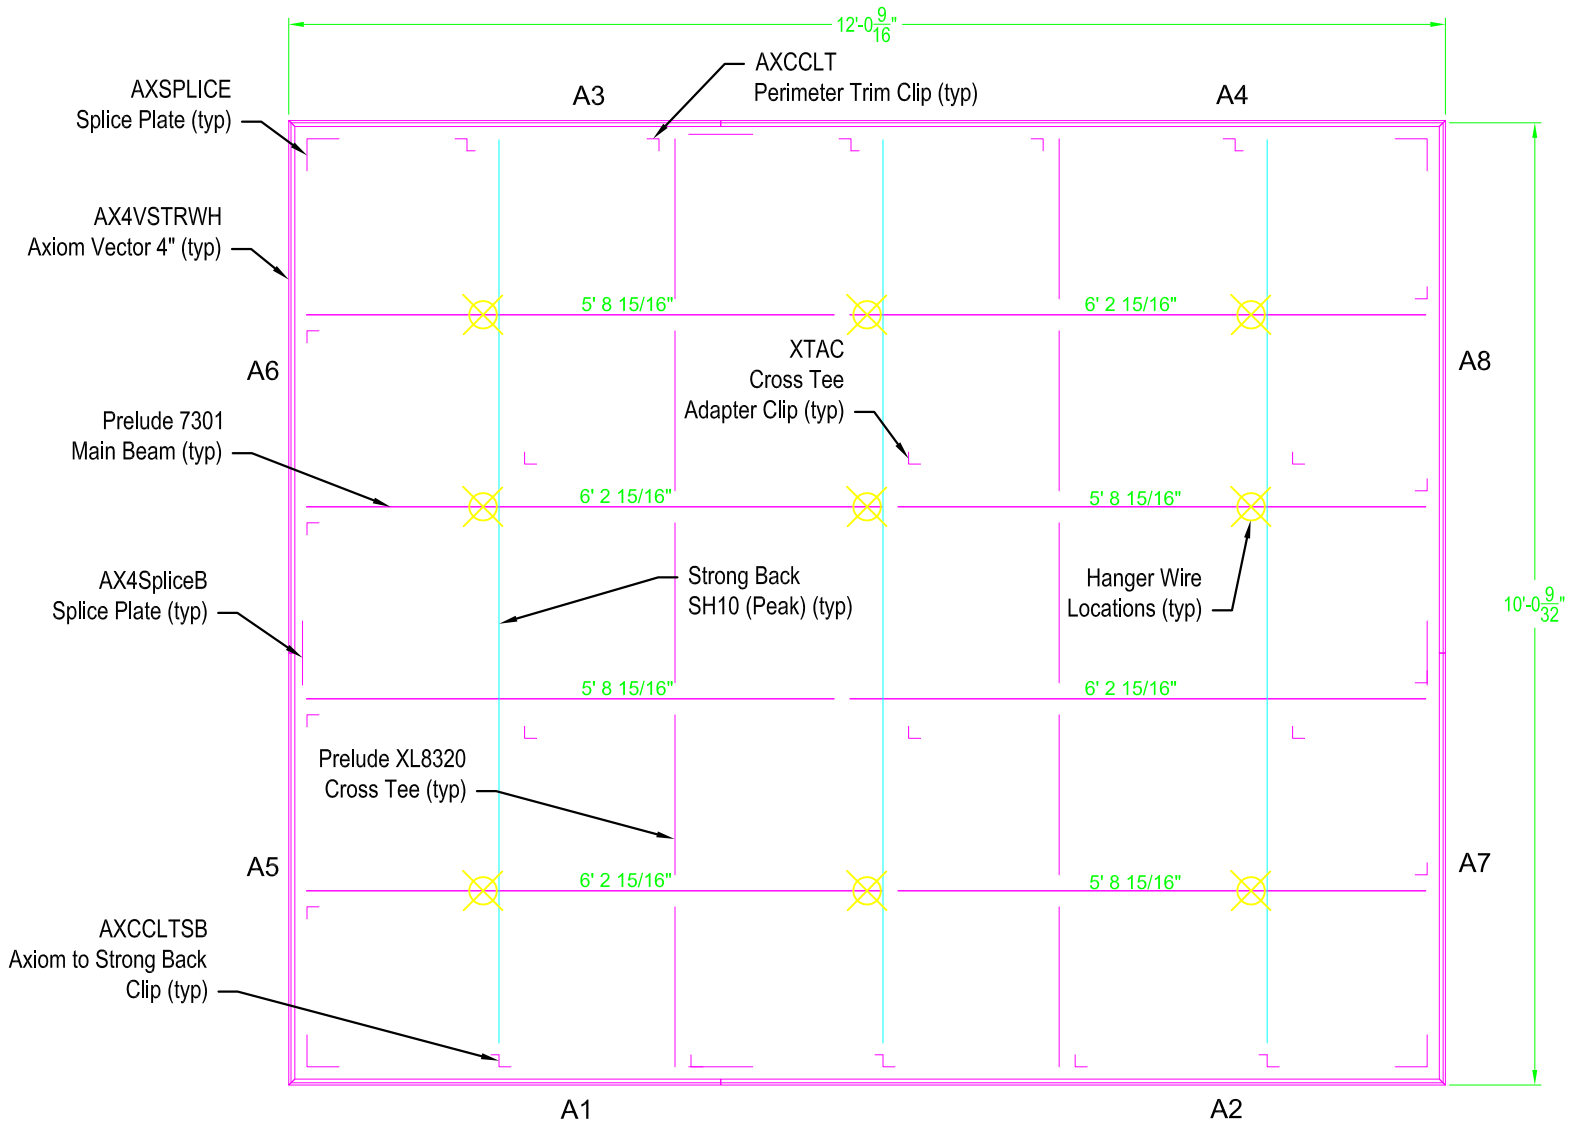 12'-0 9/16"
AXSPLICE
Splice Plate (typ)
A3
AXCCLT
Perimeter Trim Clip (typ)
A4
AX4VSTRWH
Axiom Vector 4" (typ)
5' 8 15/16"
6' 2 15/16"
A6
XTAC
Cross Tee
Adapter Clip (typ)
A8
Prelude 7301
Main Beam (typ)
6' 2 15/16"
5' 8 15/16"
AX4SpliceB
Splice Plate (typ)
Strong Back
SH10 (Peak) (typ)
Hanger Wire
Locations (typ)
10'-0 9/32"
5' 8 15/16"
6' 2 15/16"
Prelude XL8320
Cross Tee (typ)
A5
6' 2 15/16"
5' 8 15/16"
A7
AXCCLTSB
Axiom to Strong Back
Clip (typ)
A1
A2